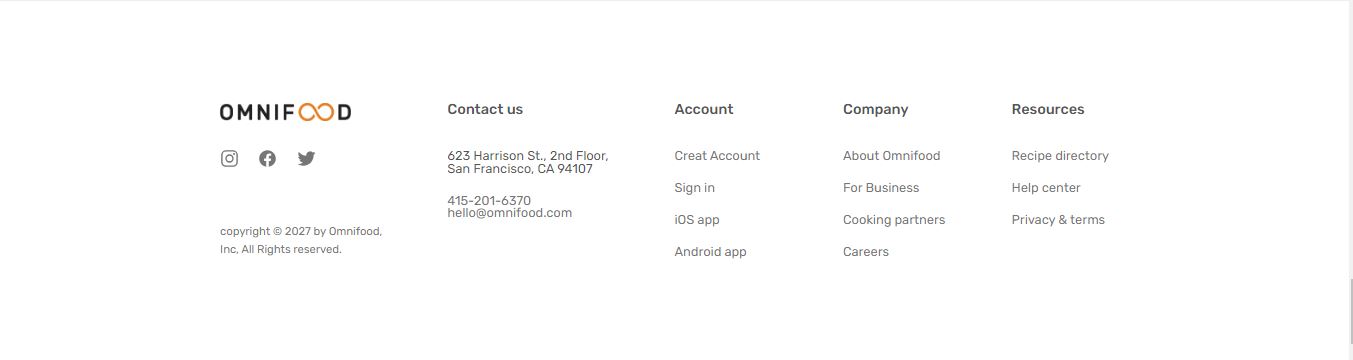 OMNIFOOD
copyright © 2027 by Omnifood,
Inc, All Rights reserved.
Contact us
623 Harrison St., 2nd Floor,
San Francisco, CA 94107
415-201-6370
hello@omnifood.com
Account
Creat Account
Sign in
iOS app
Android app
Company
About Omnifood
For Business
Cooking partners
Careers
Resources
Recipe directory
Help center
Privacy & terms